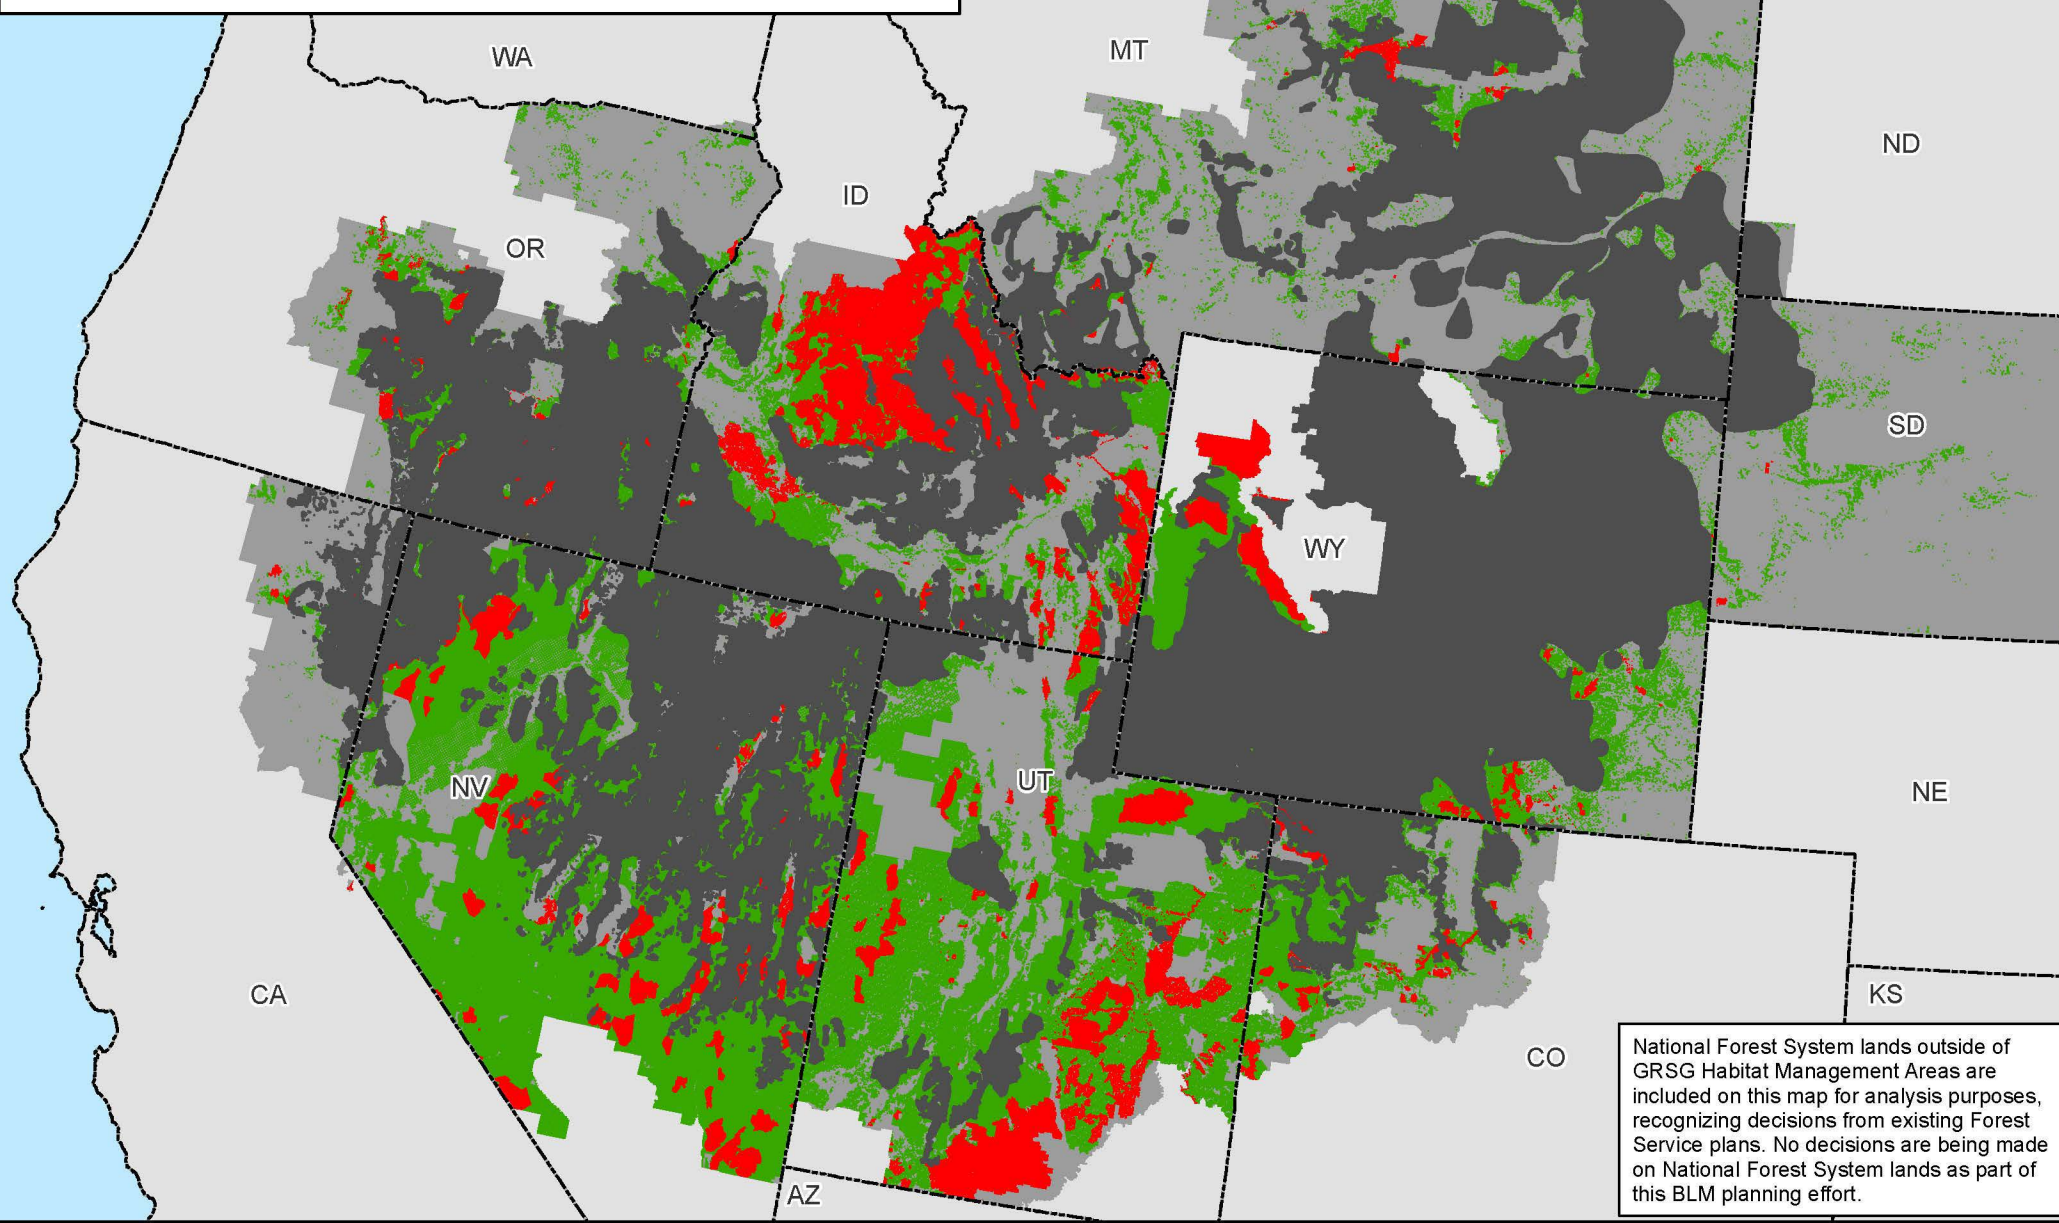 WA
MT
ND
ID
OR
SD
WY
NV
UT
NE
CA
KS
CO
AZ
National Forest System lands outside of
GRSG Habitat Management Areas are
included on this map for analysis purposes,
recognizing decisions from existing Forest
Service plans. No decisions are being made
on National Forest System lands as part of
this BLM planning effort.